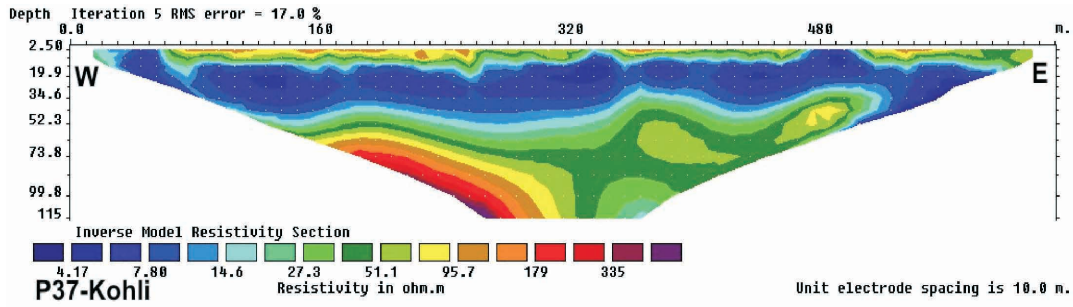 Depth Iteration 5 RMS error = 17.0 %
0.0 160 320 480 m.
2.50
19.9
34.6
52.3
73.8
99.8
115
W E
Inverse Model Resistivity Section
4.17 7.80 14.6 27.3 51.1 95.7 179 335
P37-Kohli Resistivity in ohm.m Unit electrode spacing is 10.0 m.